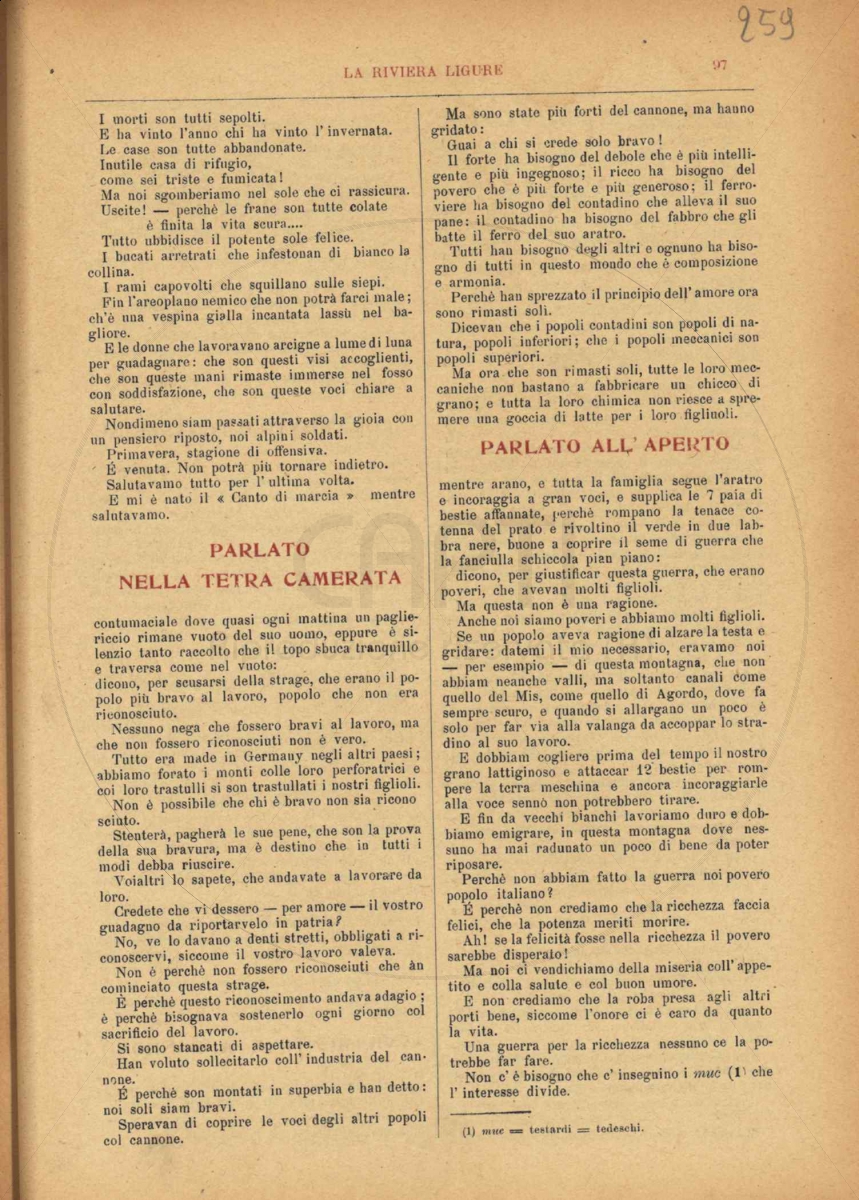 259
LA RIVIERA LIGURE
97
I morti son tutti sepolti.
E ha vinto l'anno chi ha vinto l'invernata.
Le case son tutte abbandonate.
Inutile casa di rifugio,
come sei triste e fumicata!
Ma noi sgomberiamo nel sole che ci rassicura.
Uscite! — perchè le frane son tutte colate
è finita la vita scura....
Tutto ubbidisce il potente sole felice.
I bucati arretrati che infestonan di bianco la
collina.
I rami capovolti che squillano sulle siepi.
Fin l'areoplano nemico che non potrà farci male;
ch'è una vespina gialla incantata lassù nel ba-
gliore.
E le donne che lavoravano arcigne a lume di luna
per guadagnare: che son questi visi accoglienti,
che son queste mani rimaste immerse nel fosso
con soddisfazione, che son queste voci chiare a
salutare.
Nondimeno siam passati attraverso la gioia con
un pensiero riposto, noi alpini soldati.
Primavera, stagione di offensiva.
É venuta. Non potrà più tornare indietro.
Salutavamo tutto per l'ultima volta.
E mi è nato il « Canto di marcia » mentre
salutavamo.
PARLATO
NELLA TETRA CAMERATA
contumaciale dove quasi ogni mattina un paglie-
riccio rimane vuoto del suo uomo, eppure è si-
lenzio tanto raccolto che il topo sbuca tranquillo
e traversa come nel vuoto:
dicono, per scusarsi della strage, che erano il po-
polo più bravo al lavoro, popolo che non era
riconosciuto.
Nessuno nega che fossero bravi al lavoro, ma
che non fossero riconosciuti non è vero.
Tutto era made in Germany negli altri paesi;
abbiamo forato i monti colle loro perforatrici e
coi loro trastulli si son trastullati i nostri figlioli.
Non è possibile che chi è bravo non sia ricono
sciuto.
Stenterà, pagherà le sue pene, che son la prova
della sua bravura, ma è destino che in tutti i
modi debba riuscire.
Voialtri lo sapete, che andavate a lavorare da
loro.
Credete che vi dessero — per amore — il vostro
guadagno da riportarvelo in patria?
No, ve lo davano a denti stretti, obbligati a ri-
conoscervi, siccome il vostro lavoro valeva.
Non è perchè non fossero riconosciuti che àn
cominciato questa strage.
È perchè questo riconoscimento andava adagio;
è perchè bisognava sostenerlo ogni giorno col
sacrificio del lavoro.
Si sono stancati di aspettare.
Han voluto sollecitarlo coll'industria del can-
none.
É perchè son montati in superbia e han detto:
noi soli siam bravi.
Speravan di coprire le voci degli altri popoli
col cannone.
Ma sono state più forti del cannone, ma hanno
gridato:
Guai a chi si crede solo bravo!
Il forte ha bisogno del debole che è più intelli-
gente e più ingegnoso; il ricco ha bisogno del
povero che è più forte e più generoso; il ferro-
viere ha bisogno del contadino che alleva il suo
pane: il contadino ha bisogno del fabbro che gli
batte il ferro del suo aratro.
Tutti han bisogno degli altri e ognuno ha biso-
gno di tutti in questo mondo che è composizione
e armonia.
Perchè han sprezzato il principio dell'amore ora
sono rimasti soli.
Dicevan che i popoli contadini son popoli di na-
tura, popoli inferiori; che i popoli meccanici son
popoli superiori.
Ma ora che son rimasti soli, tutte le loro mec-
caniche non bastano a fabbricare un chicco di
grano; e tutta la loro chimica non riesce a spre-
mere una goccia di latte per i loro figliuoli.
PARLATO ALL' APERTO
mentre arano, e tutta la famiglia segue l'aratro
e incoraggia a gran voci, e supplica le 7 paia di
bestie affannate, perchè rompano la tenace co-
tenna del prato e rivoltino il verde in due lab-
bra nere, buone a coprire il seme di guerra che
la fanciulla schiccola pian piano:
dicono, per giustificar questa guerra, che erano
poveri, che avevan molti figlioli.
Ma questa non è una ragione.
Anche noi siamo poveri e abbiamo molti figlioli.
Se un popolo aveva ragione di alzare la testa e
gridare: datemi il mio necessario, eravamo noi
— per esempio — di questa montagna, che non
abbiam neanche valli, ma soltanto canali come
quello del Mis, come quello di Agordo, dove fa
sempre scuro, e quando si allargano un poco è
solo per far via alla valanga da accoppar lo stra-
dino al suo lavoro.
E dobbiam cogliere prima del tempo il nostro
grano lattiginoso e attaccar 12 bestie per rom-
pere la terra meschina e ancora incoraggiarle
alla voce sennò non potrebbero tirare.
E fin da vecchi bianchi lavoriamo duro e dob-
biamo emigrare, in questa montagna dove nes-
suno ha mai radunato un poco di bene da poter
riposare.
Perchè non abbiam fatto la guerra noi povero
popolo italiano?
É perchè non crediamo che la ricchezza faccia
felici, che la potenza meriti morire.
Ah! se la felicità fosse nella ricchezza il povero
sarebbe disperato!
Ma noi ci vendichiamo della miseria coll'appe-
tito e colla salute e col buon umore.
E non crediamo che la roba presa agli altri
porti bene, siccome l'onore ci è caro da quanto
la vita.
Una guerra per la ricchezza nessuno ce la po-
trebbe far fare.
Non c'è bisogno che c'insegnino i muc (1) che
l'interesse divide.
(1) muc = testardi = tedeschi.